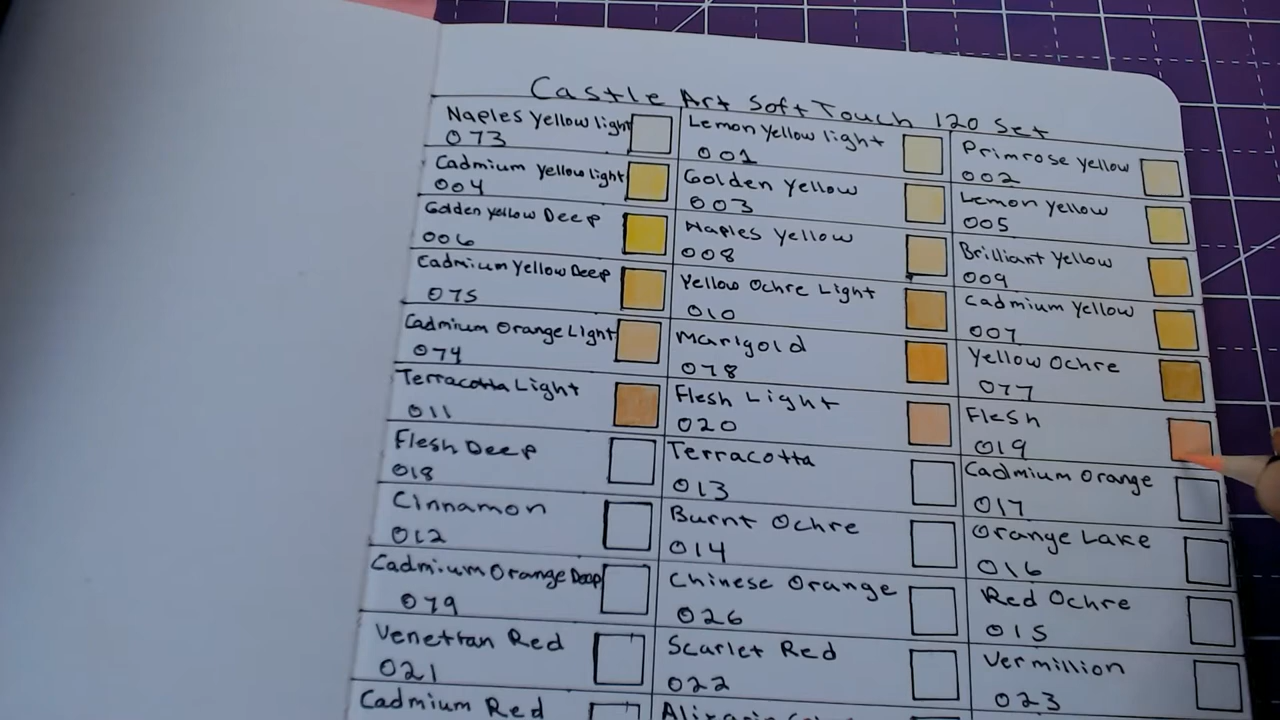 Castle Art Soft Touch 120 Set
Naples Yellow light
073
Lemon Yellow light
001
Primrose Yellow
002
Cadmium Yellow light
004
Golden Yellow
003
Lemon Yellow
005
Golden Yellow Deep
006
Naples Yellow
008
Brilliant Yellow
009
Cadmium Yellow Deep
075
Yellow Ochre Light
010
Cadmium Yellow
007
Cadmium Orange Light
074
Marigold
078
Yellow Ochre
077
Terracotta Light
011
Flesh Light
020
Flesh
019
Flesh Deep
018
Terracotta
013
Cadmium Orange
017
Cinnamon
012
Burnt Ochre
014
Orange Lake
016
Cadmium Orange Deep
079
Chinese Orange
026
Red Ochre
015
Venetian Red
021
Scarlet Red
022
Vermillion
023
Cadmium Red